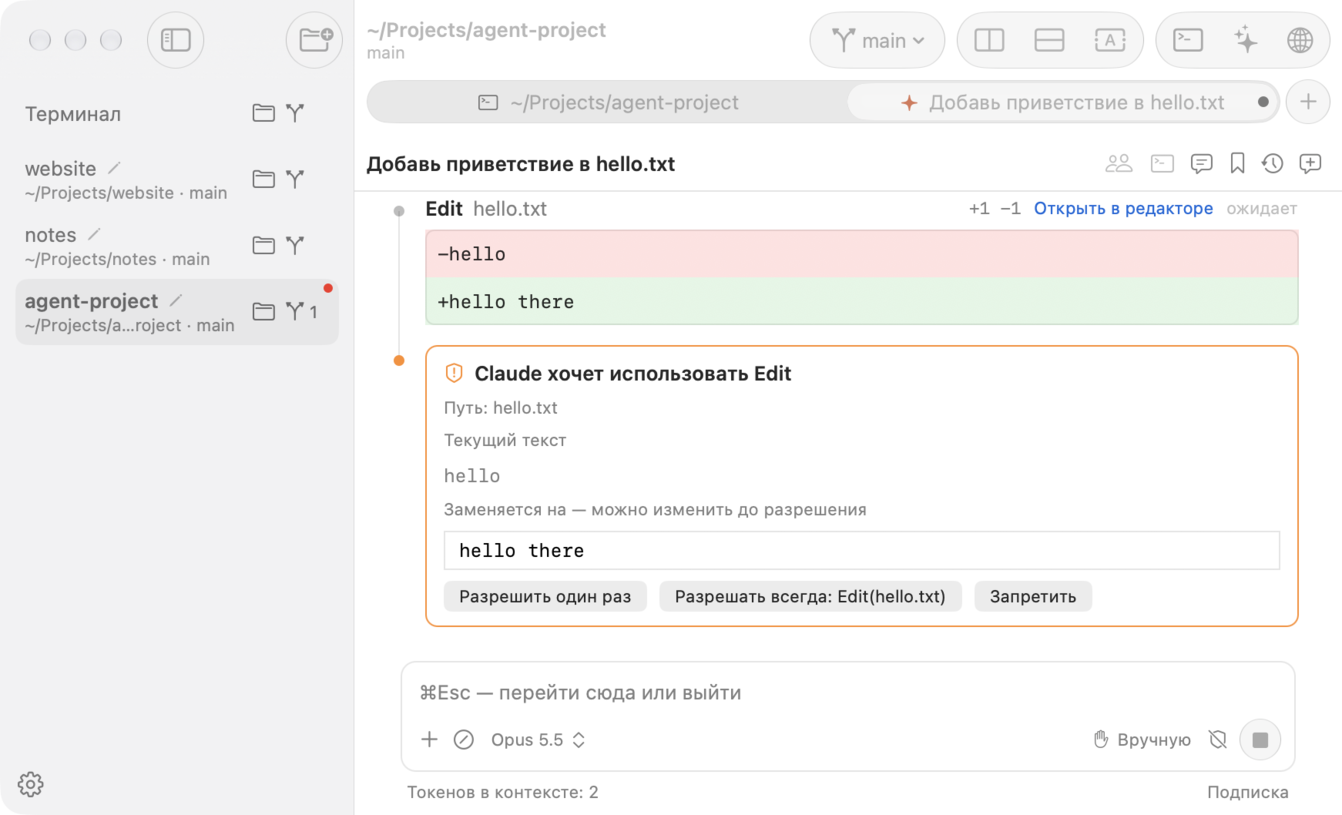 ~/Projects/agent-project
main
main
Терминал
~/Projects/agent-project
Добавь приветствие в hello.txt
website
~/Projects/website · main
notes
~/Projects/notes · main
agent-project
~/Projects/a...roject · main
1
Добавь приветствие в hello.txt
Edit hello.txt +1 −1 Открыть в редакторе ожидает
−hello
+hello there
Claude хочет использовать Edit
Путь: hello.txt
Текущий текст
hello
Заменяется на — можно изменить до разрешения
hello there
Разрешить один раз Разрешать всегда: Edit(hello.txt) Запретить
⌘Esc — перейти сюда или выйти
Opus 5.5 Вручную
Токенов в контексте: 2 Подписка